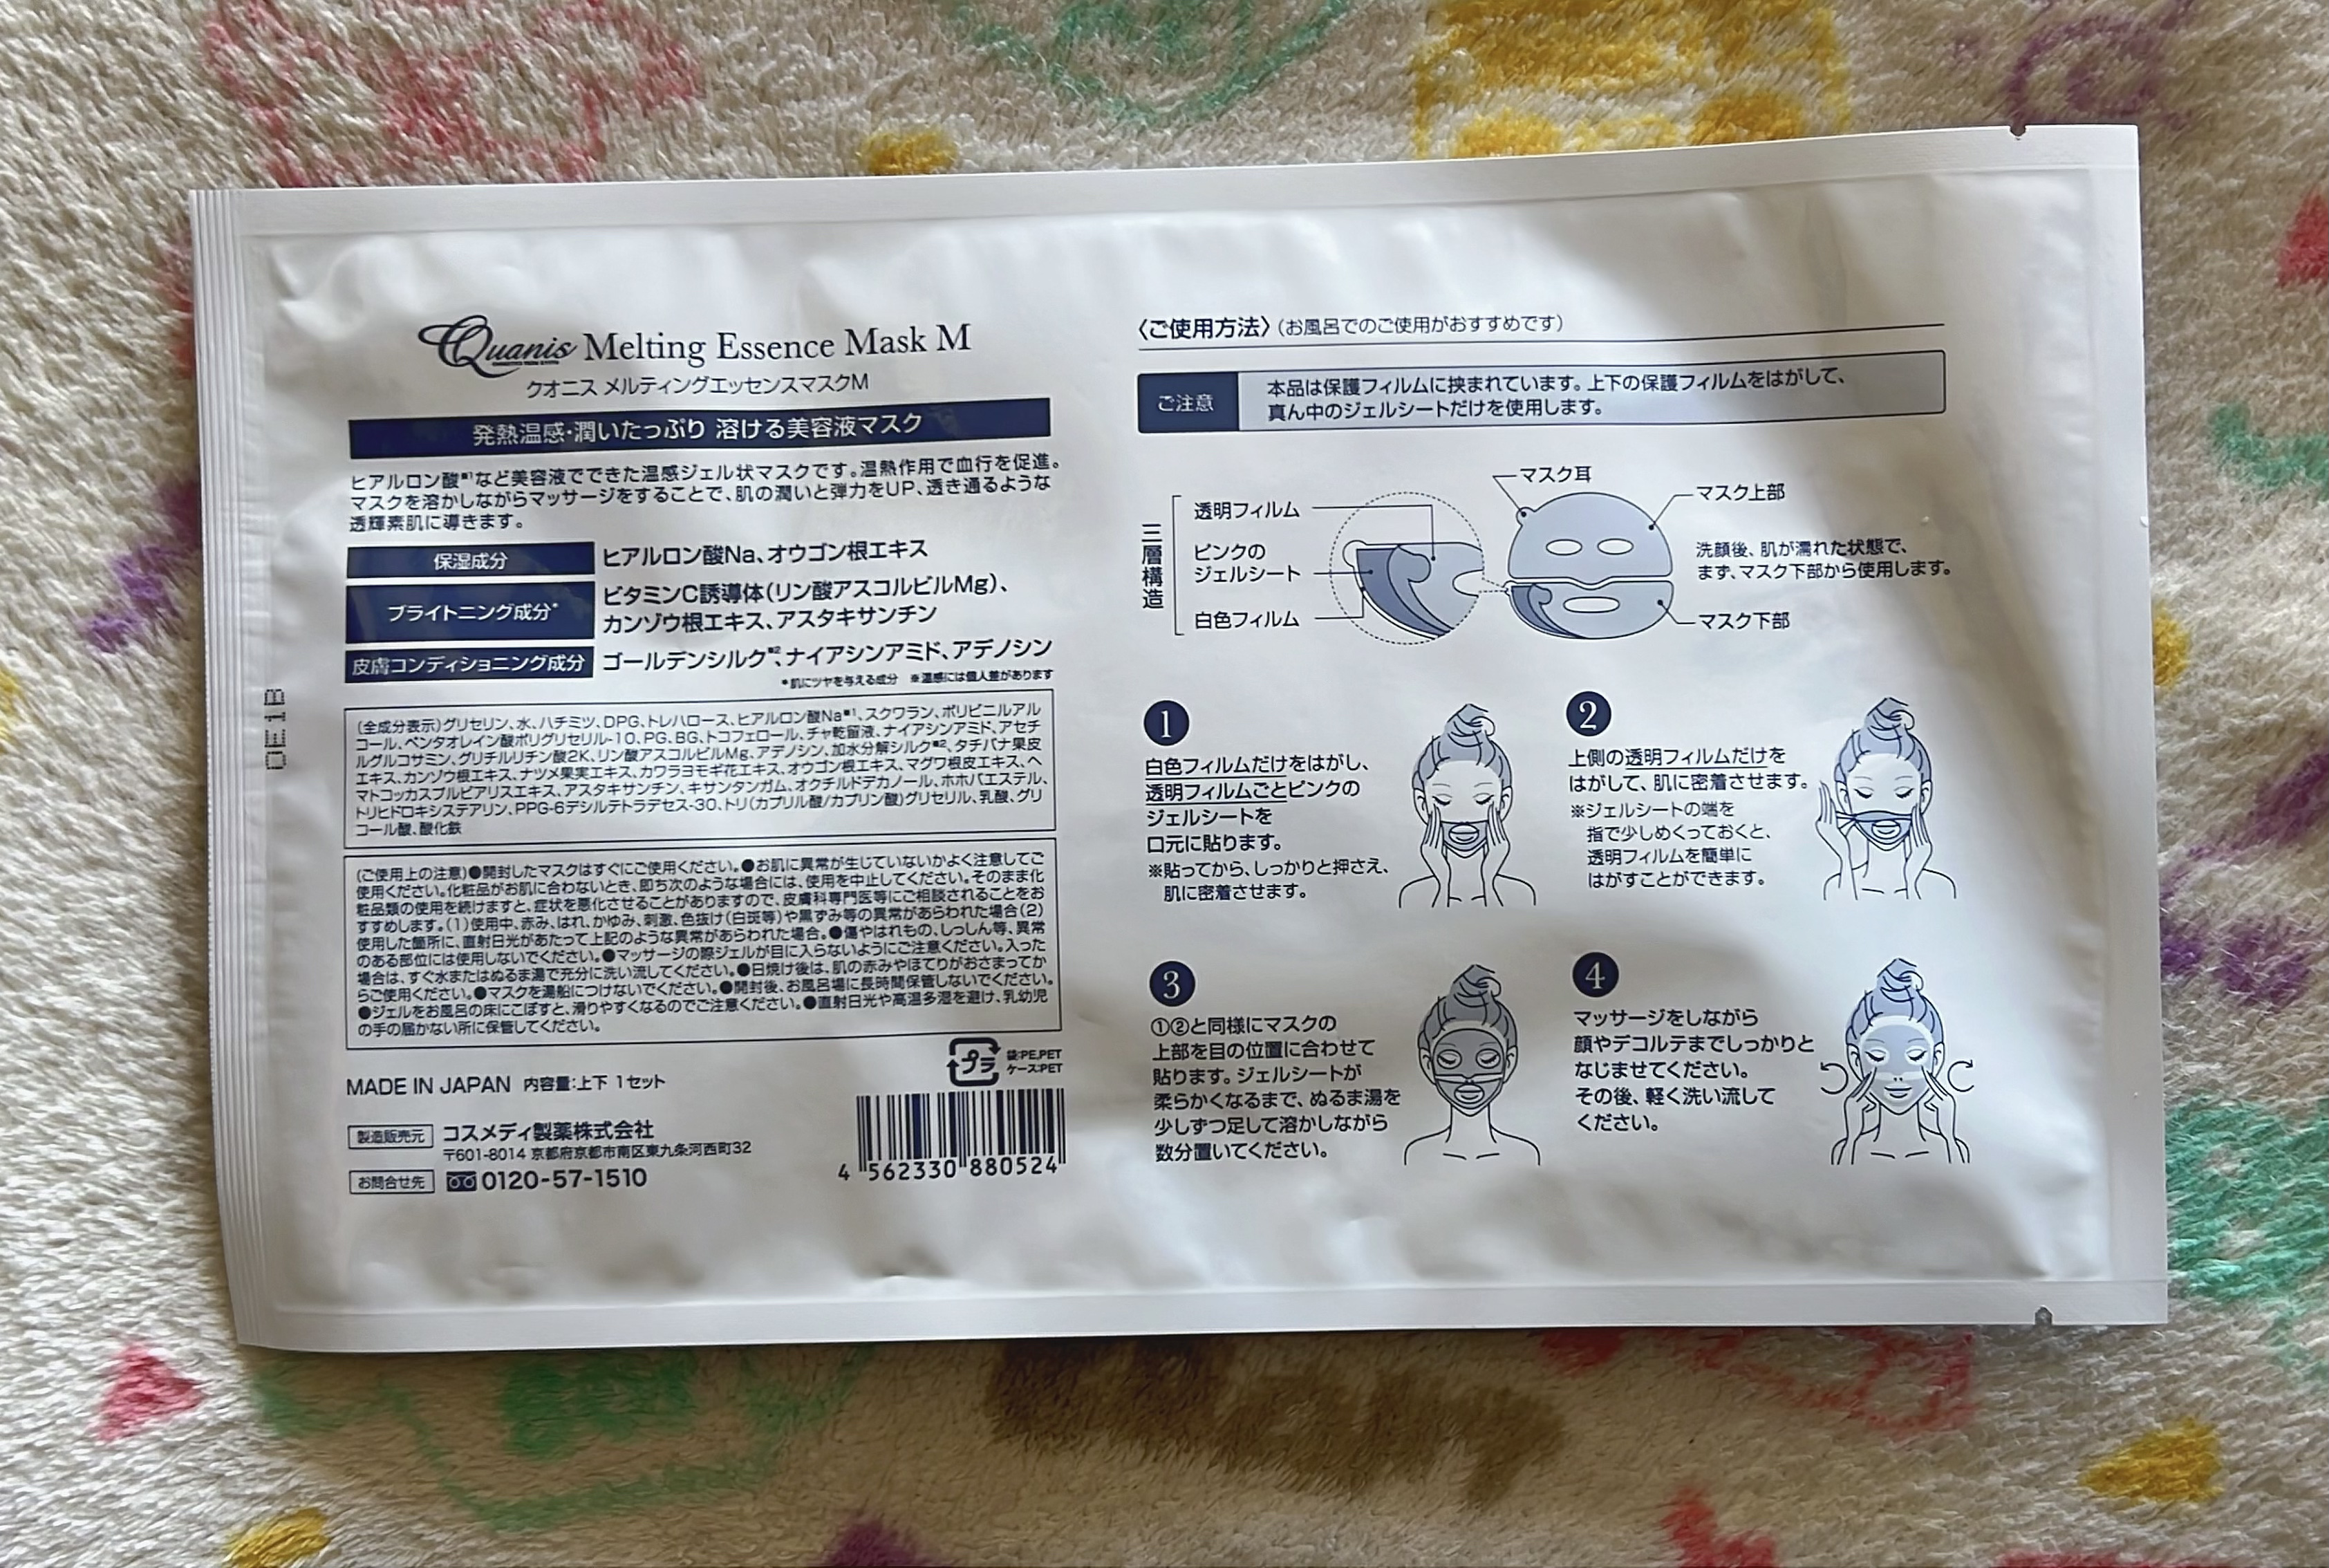 Quanis Melting Essence Mask M
クオニス メルティングエッセンスマスクM
発熱温感・潤いたっぷり 溶ける美容液マスク
ヒアルロン酸※1など美容液でできた温感ジェル状マスクです。温熱作用で血行を促進。
マスクを溶かしながらマッサージをすることで、肌の潤いと弾力をUP、透き通るような
透輝素肌に導きます。
保湿成分 ヒアルロン酸Na、オウゴン根エキス
ブライトニング成分* ビタミンC誘導体(リン酸アスコルビルMg)、
カンゾウ根エキス、アスタキサンチン
皮膚コンディショニング成分 ゴールデンシルク※2、ナイアシンアミド、アデノシン
*肌にツヤを与える成分 ※温感には個人差があります
(全成分表示)グリセリン、水、ハチミツ、DPG、トレハロース、ヒアルロン酸Na※1、スクワラン、ポリビニルアル
コール、ペンタオレイン酸ポリグリセリル-10、PG、BG、トコフェロール、チャ乾留液、ナイアシンアミド、アセチ
ルグルコサミン、グリチルリチン酸2K、リン酸アスコルビルMg、アデノシン、加水分解シルク※2、タチバナ果皮
エキス、カンゾウ根エキス、ナツメ果実エキス、カワラヨモギ花エキス、オウゴン根エキス、マグワ根皮エキス、ヘ
マトコッカスプルビアリスエキス、アスタキサンチン、キサンタンガム、オクチルドデカノール、ホホバエステル、
トリヒドロキシステアリン、PPG-6デシルテトラデセス-30、トリ(カプリル酸/カプリン酸)グリセリル、乳酸、グリ
コール酸、酸化鉄
(ご使用上の注意)●開封したマスクはすぐにご使用ください。●お肌に異常が生じていないかよく注意してご
使用ください。化粧品がお肌に合わないとき、即ち次のような場合には、使用を中止してください。そのまま化
粧品類の使用を続けますと、症状を悪化させることがありますので、皮膚科専門医等にご相談されることをお
すすめします。(1)使用中、赤み、はれ、かゆみ、刺激、色抜け(白斑等)や黒ずみ等の異常があらわれた場合(2)
使用した箇所に、直射日光があたって上記のような異常があらわれた場合。●傷やはれもの、しっしん等、異常
のある部位には使用しないでください。●マッサージの際ジェルが目に入らないようにご注意ください。入った
場合は、すぐ水またはぬるま湯で充分に洗い流してください。●日焼け後は、肌の赤みやほてりがおさまってか
らご使用ください。●マスクを湯船につけないでください。●開封後、お風呂場に長時間保管しないでください。
●ジェルをお風呂の床にこぼすと、滑りやすくなるのでご注意ください。●直射日光や高温多湿を避け、乳幼児
の手の届かない所に保管してください。
MADE IN JAPAN 内容量:上下 1セット
プラ 袋:PE,PET
ケース:PET
製造販売元 コスメディ製薬株式会社
〒601-8014 京都府京都市南区東九条河西町32
お問合せ先 0120-57-1510
4 562330 880524
OE1B
〈ご使用方法〉(お風呂でのご使用がおすすめです)
ご注意 本品は保護フィルムに挟まれています。上下の保護フィルムをはがして、
真ん中のジェルシートだけを使用します。
三層構造
透明フィルム
ピンクの
ジェルシート
白色フィルム
マスク耳
マスク上部
洗顔後、肌が濡れた状態で、
まず、マスク下部から使用します。
マスク下部
1
白色フィルムだけをはがし、
透明フィルムごとピンクの
ジェルシートを
口元に貼ります。
※貼ってから、しっかりと押さえ、
肌に密着させます。
2
上側の透明フィルムだけを
はがして、肌に密着させます。
※ジェルシートの端を
指で少しめくっておくと、
透明フィルムを簡単に
はがすことができます。
3
①②と同様にマスクの
上部を目の位置に合わせて
貼ります。ジェルシートが
柔らかくなるまで、ぬるま湯を
少しずつ足して溶かしながら
数分置いてください。
4
マッサージをしながら
顔やデコルテまでしっかりと
なじませてください。
その後、軽く洗い流して
ください。